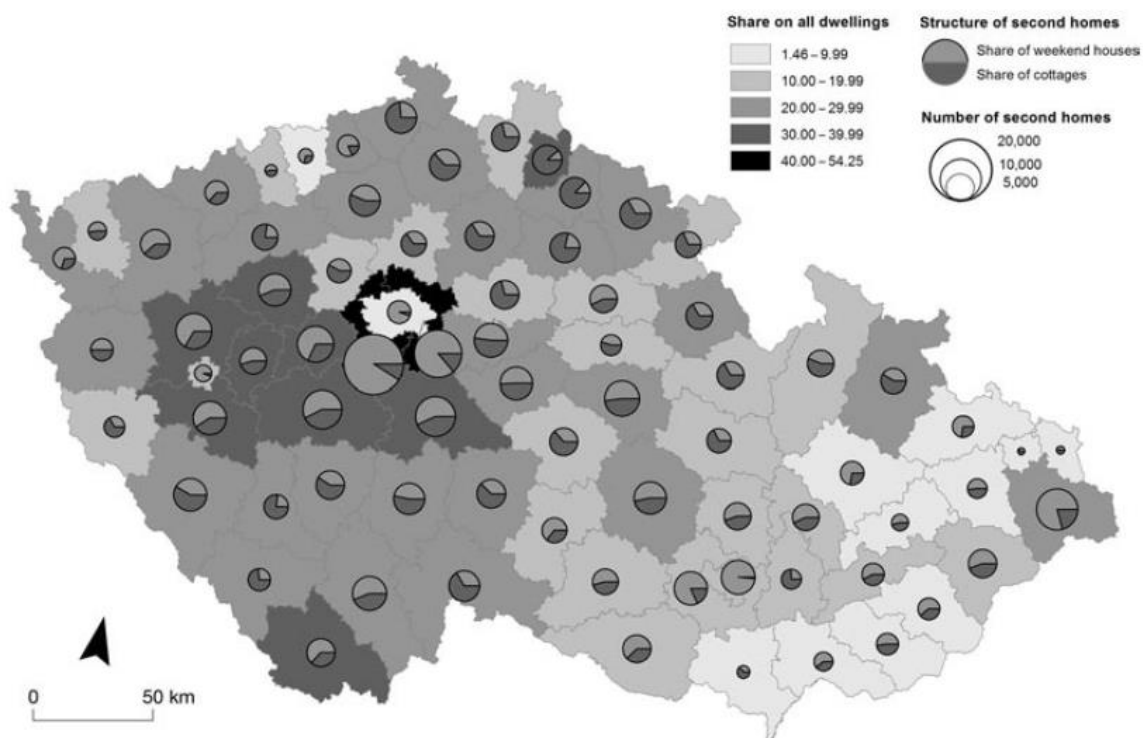 Share on all dwellings
1.46 – 9.99
10.00 – 19.99
20.00 – 29.99
30.00 – 39.99
40.00 – 54.25
Structure of second homes
Share of weekend houses
Share of cottages
Number of second homes
20,000
10,000
5,000
0 50 km